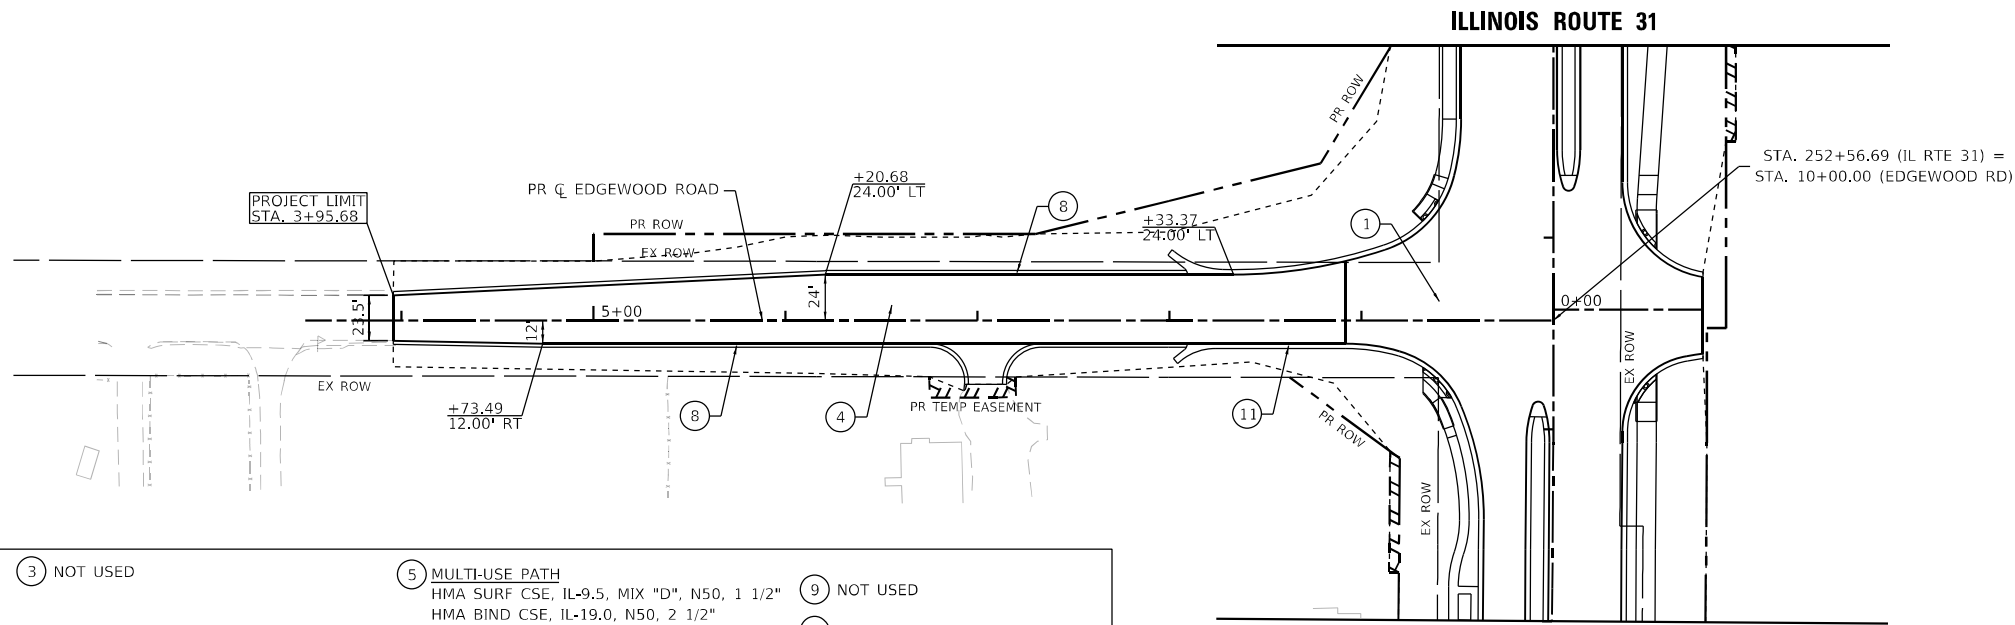 ILLINOIS ROUTE 31
STA. 252+56.69 (IL RTE 31) =
STA. 10+00.00 (EDGEWOOD RD)
PROJECT LIMIT
STA. 3+95.68
PR ℄ EDGEWOOD ROAD
+20.68
24.00' LT
8
+33.37
24.00' LT
1
PR ROW
PR ROW
EX ROW
23.5'
12'
5+00
24'
0+00
EX ROW
EX ROW
+73.49
12.00' RT
8
4
PR TEMP EASEMENT
11
PR ROW
EX ROW
3 NOT USED
5 MULTI-USE PATH
HMA SURF CSE, IL-9.5, MIX "D", N50, 1 1/2"
HMA BIND CSE, IL-19.0, N50, 2 1/2"
9 NOT USED